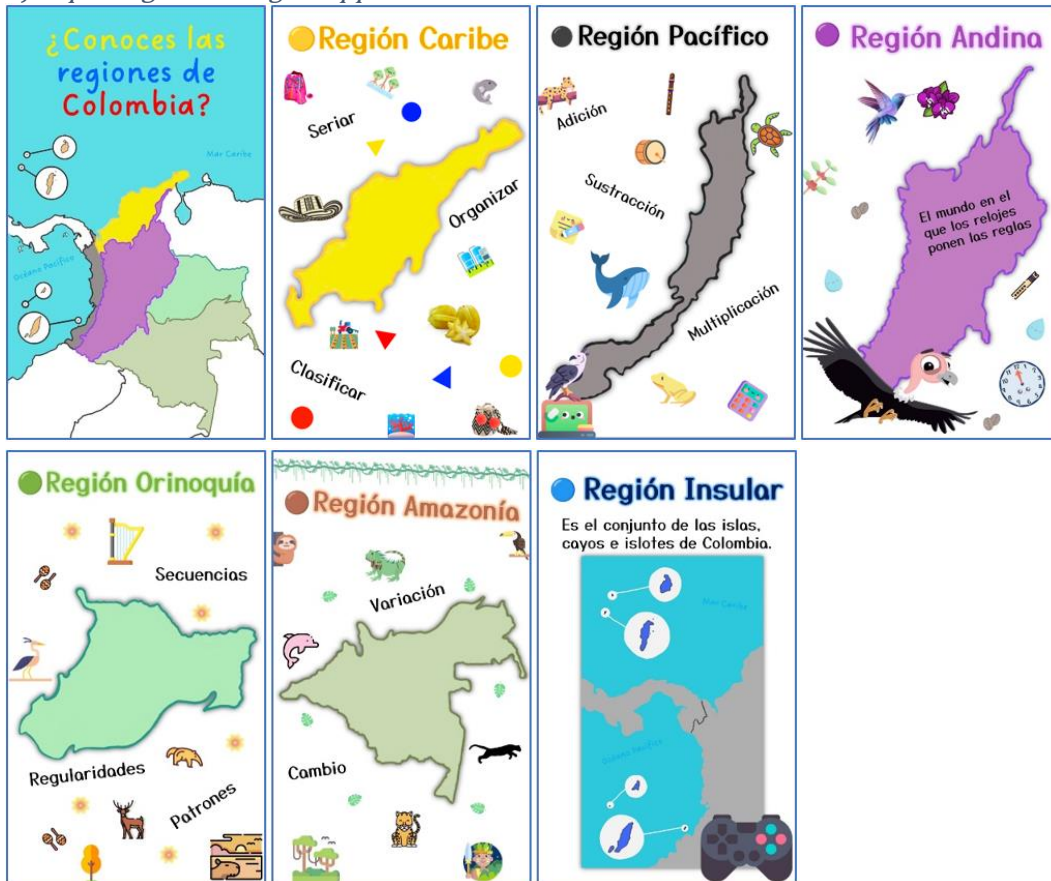 ¿Conoces las
regiones de
Colombia?
Mar Caribe
Océano Pacífico
Región Caribe
Seriar
Organizar
Clasificar
Región Pacífico
Adición
Sustracción
Multiplicación
Región Andina
El mundo en el
que los relojes
ponen las reglas
Región Orinoquía
Secuencias
Regularidades
Patrones
Región Amazonía
Variación
Cambio
Región Insular
Es el conjunto de las islas,
cayos e islotes de Colombia.
Mar Caribe
Océano Pacífico